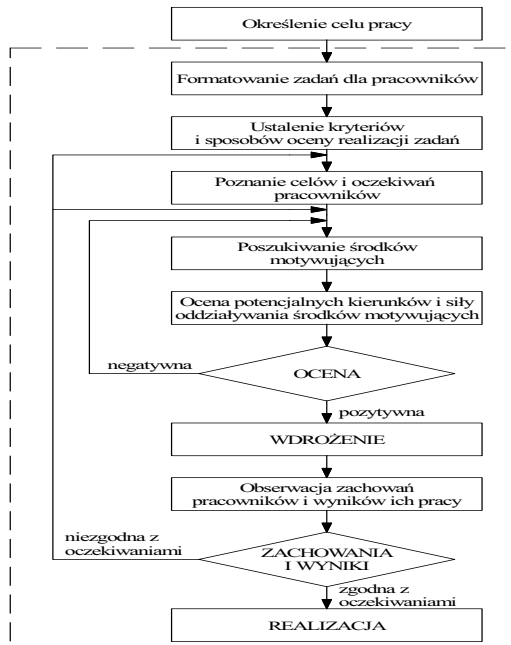 Określenie celu pracy
Formatowanie zadań dla pracowników
Ustalenie kryteriów
i sposobów oceny realizacji zadań
Poznanie celów i oczekiwań
pracowników
Poszukiwanie środków
motywujących
Ocena potencjalnych kierunków i siły
oddziaływania środków motywujących
negatywna
OCENA
pozytywna
WDROŻENIE
Obserwacja zachowań
pracowników i wyników ich pracy
niezgodna z
oczekiwaniami
ZACHOWANIA
I WYNIKI
zgodna z
oczekiwaniami
REALIZACJA